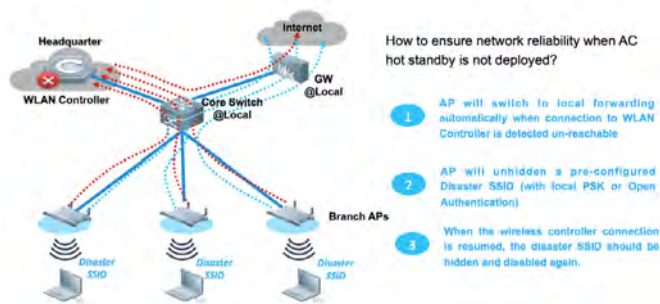 Internet
Headquarter
WLAN Controller
GW
@Local
Core Switch
@Local
Branch APs
Disaster
SSID
Disaster
SSID
Disaster
SSID
How to ensure network reliability when AC
hot standby is not deployed?
1
AP will switch to local forwarding
automatically when connection to WLAN
Controller is detected un-reachable
2
AP will unhidden a pre-configured
Disaster SSID (with local PSK or Open
Authentication)
3
When the wireless controller connection
is resumed, the disaster SSID should be
hidden and disabled again.